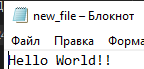 new_file – Блокнот
Файл Правка Форма
Hello World!!